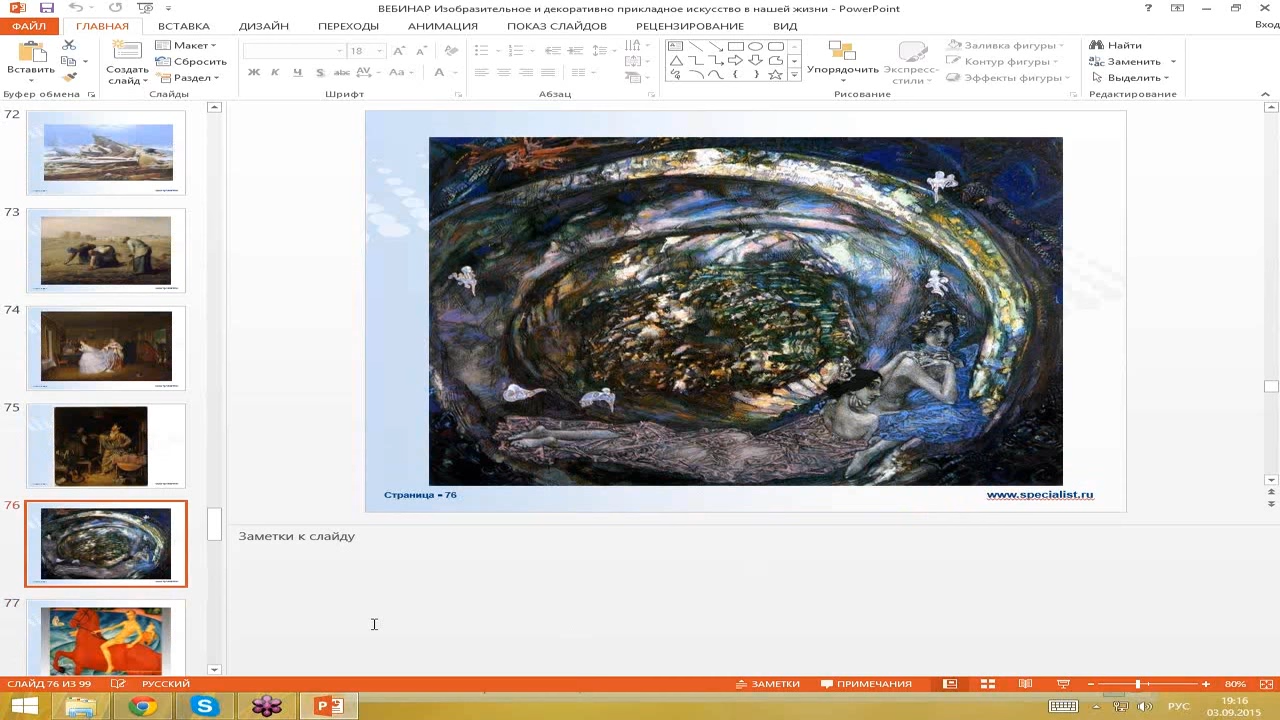 ВЕБИНАР Изобразительное и декоративно прикладное искусство в нашей жизни - PowerPoint
ФАЙЛ ГЛАВНАЯ ВСТАВКА ДИЗАЙН ПЕРЕХОДЫ ПОКАЗ СЛАЙДОВ ВИД
Вход
Вставить
Создать слайд
Макет
Сбросить
Раздел
18
Упорядочить
Экспресс-стили
Заливка фигуры
Контур фигуры
Эффекты фигуры
Найти
Заменить
Выделить
Буфер обмена Слайды Шрифт Абзац Рисование Редактирование
72
73
74
75
76
77
Страница - 76
www.specialist.ru
Заметки к слайду
СЛАЙД 76 ИЗ 99 РУССКИЙ ЗАМЕТКИ ПРИМЕЧАНИЯ 80%
РУС
19:16
03.09.2015